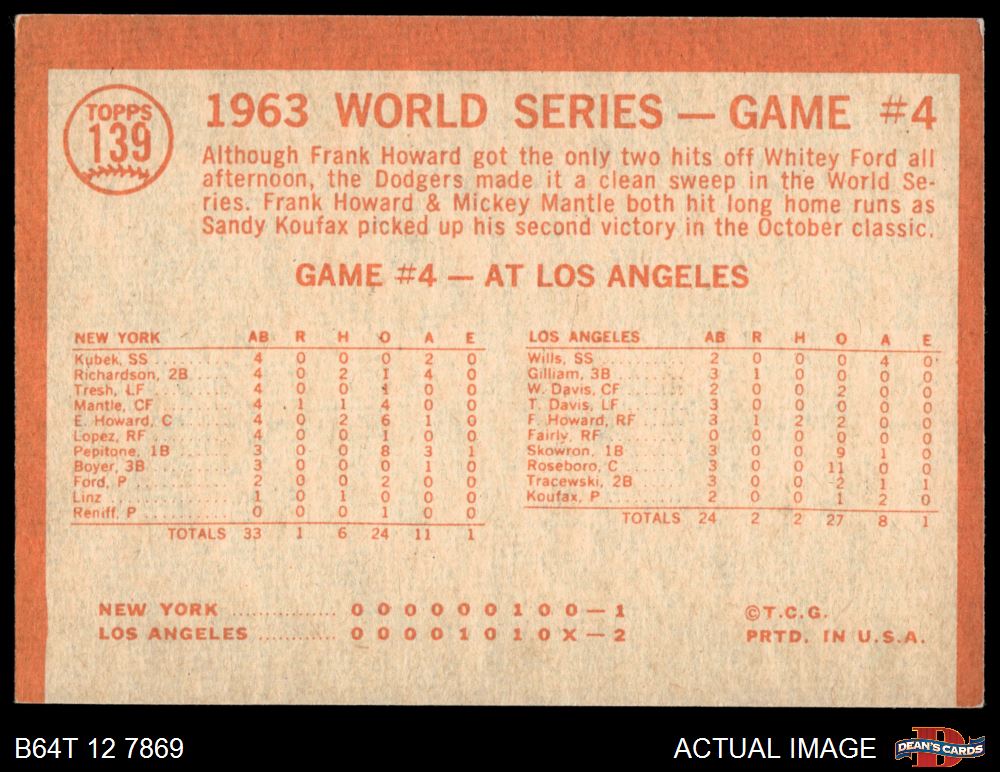 TOPPS
139
1963 WORLD SERIES — GAME #4
Although Frank Howard got the only two hits off Whitey Ford all
afternoon, the Dodgers made it a clean sweep in the World Se-
ries. Frank Howard & Mickey Mantle both hit long home runs as
Sandy Koufax picked up his second victory in the October classic.
GAME #4 — AT LOS ANGELES
NEW YORK AB R H O A E
Kubek, SS 4 0 0 0 2 0
Richardson, 2B 4 0 2 1 4 0
Tresh, LF 4 0 0 1 0 0
Mantle, CF 4 1 1 4 0 0
E. Howard, C 4 0 2 6 1 0
Lopez, RF 4 0 0 1 0 0
Pepitone, 1B 3 0 0 8 3 1
Boyer, 3B 3 0 0 0 1 0
Ford, P 2 0 0 2 0 0
Linz 1 0 1 0 0 0
Reniff, P 0 0 0 1 0 0
TOTALS 33 1 6 24 11 1
LOS ANGELES AB R H O A E
Wills, SS 2 0 0 0 4 0
Gilliam, 3B 3 1 0 0 0 0
W. Davis, CF 2 0 0 2 0 0
T. Davis, LF 3 0 0 0 0 0
F. Howard, RF 3 1 2 2 0 0
Fairly, RF 0 0 0 0 0 0
Skowron, 1B 3 0 0 9 1 0
Roseboro, C 3 0 0 11 0 0
Tracewski, 2B 3 0 0 2 1 1
Koufax, P 2 0 0 1 2 0
TOTALS 24 2 2 27 8 1
NEW YORK 0 0 0 0 0 0 1 0 0 — 1
LOS ANGELES 0 0 0 0 1 0 1 0 X — 2
©T.C.G.
PRTD. IN U.S.A.
B64T 12 7869
ACTUAL IMAGE
D
DEAN'S CARDS